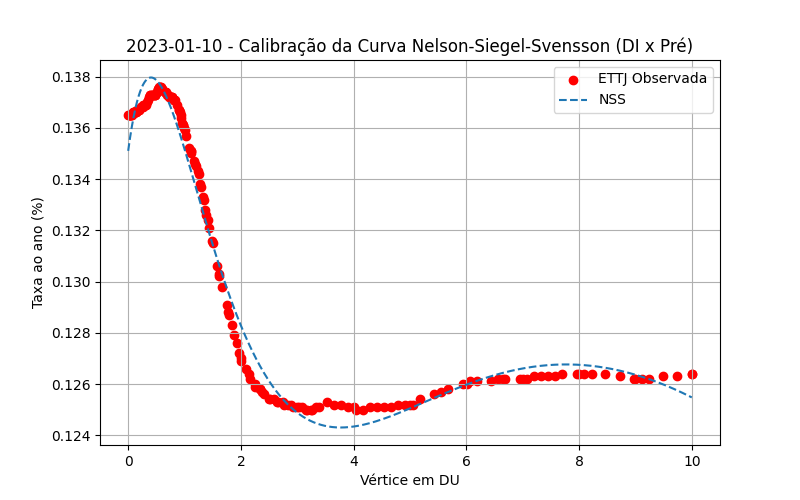 2023-01-10 - Calibração da Curva Nelson-Siegel-Svensson (DI x Pré)
ETTJ Observada
NSS
Taxa ao ano (%)
0.138
0.136
0.134
0.132
0.130
0.128
0.126
0.124
0 2 4 6 8 10
Vértice em DU